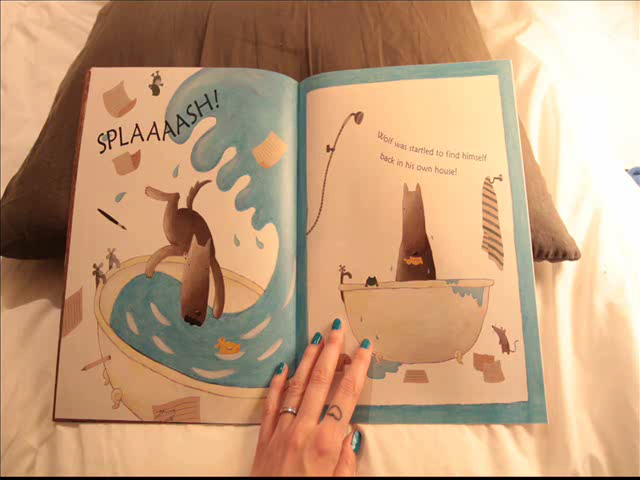 SPLAAAASH!
Wolf was startled to find himself
back in his own house!